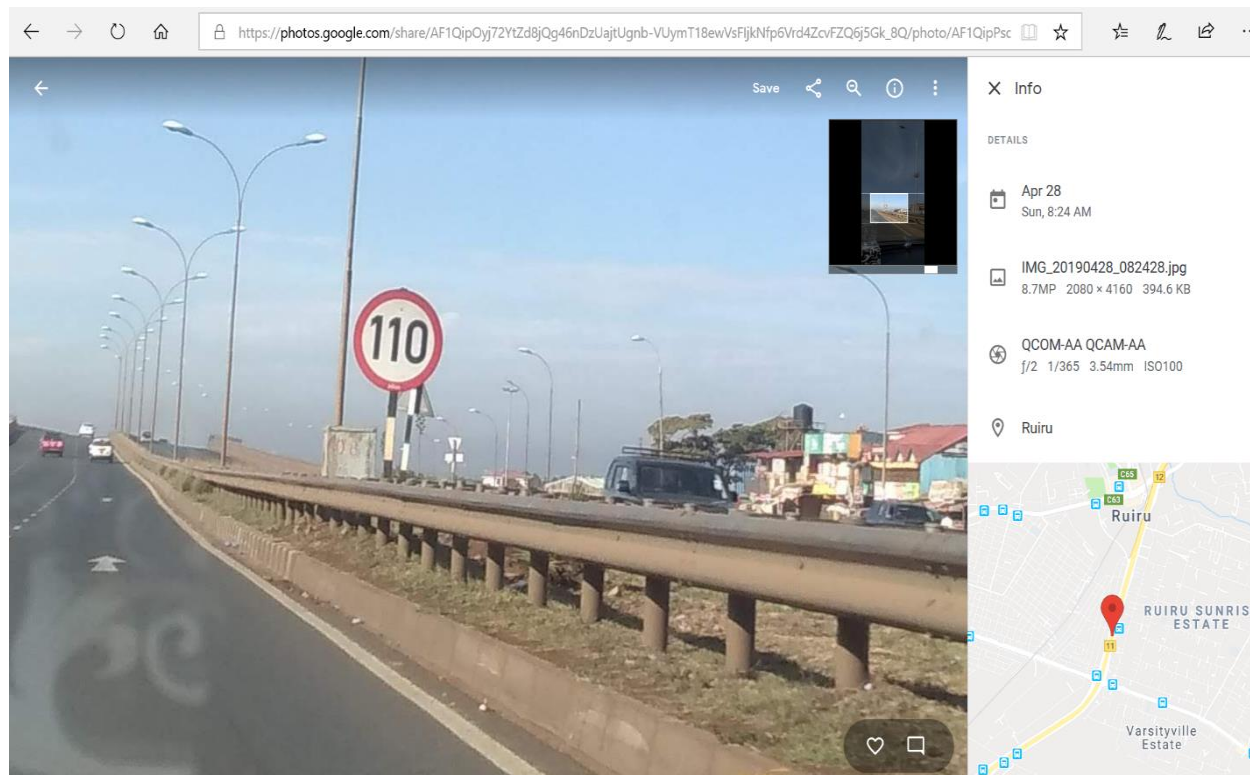 https://photos.google.com/share/AF1QipOyj72YtZd8jQg46nDzUajtUgnb-VUymT18ewVsFIjkNfp6Vrd4ZcvFZQ6j5Gk_8Q/photo/AF1QipPsc
Save
110
Info
DETAILS
Apr 28
Sun, 8:24 AM
IMG_20190428_082428.jpg
8.7MP 2080 × 4160 394.6 KB
QCOM-AA QCAM-AA
ƒ/2 1/365 3.54mm ISO100
Ruiru
C65
12
C63
Ruiru
RUIRU SUNRIS
ESTATE
11
Varsityville
Estate